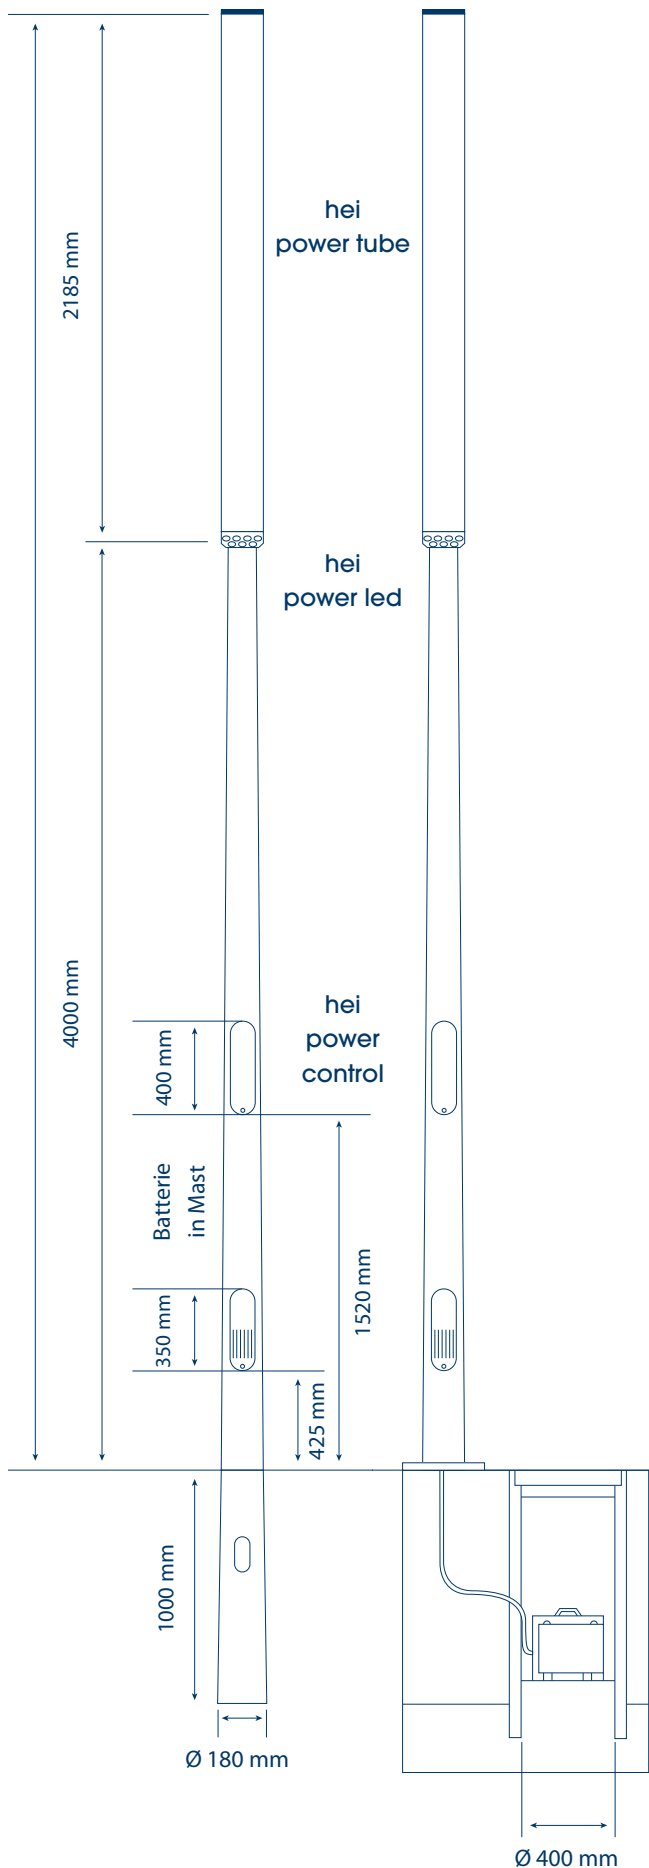 hei
power tube
2185 mm
hei
power led
4000 mm
hei
power
control
400 mm
Batterie
in Mast
1520 mm
350 mm
425 mm
1000 mm
Ø 180 mm
Ø 400 mm